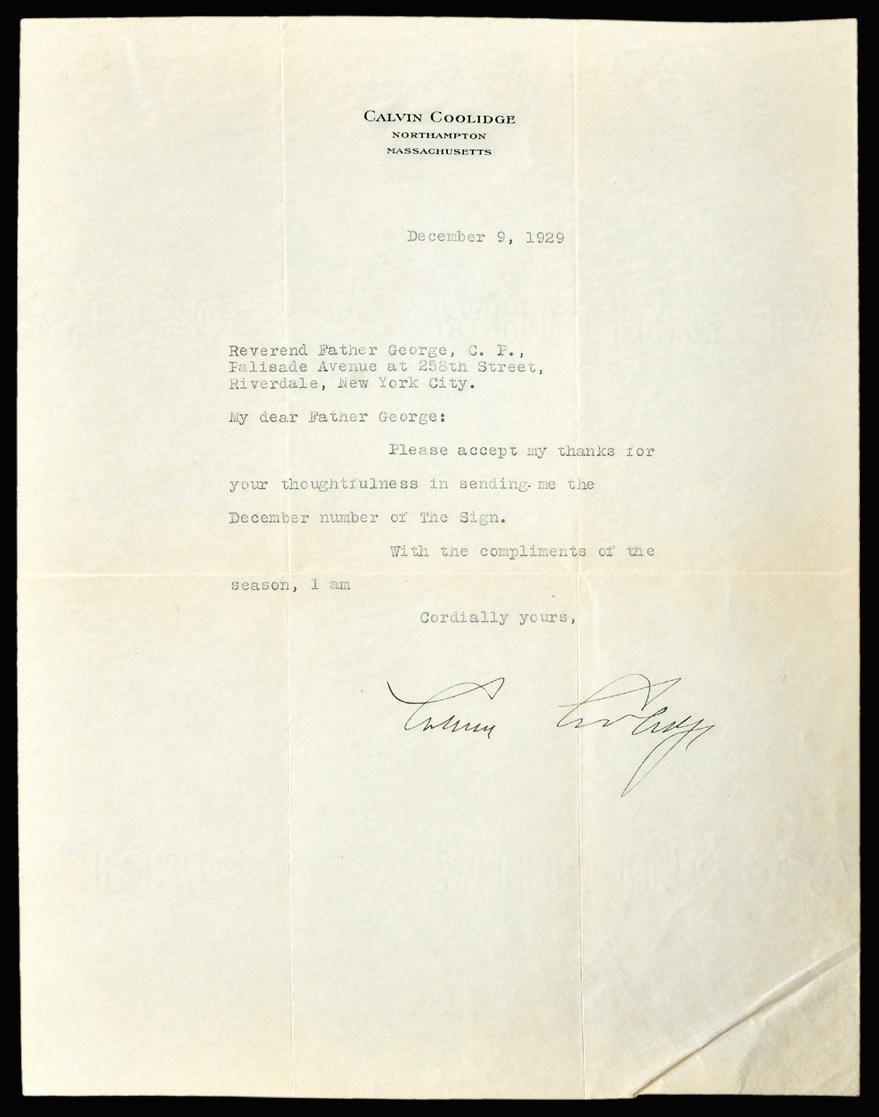 CALVIN COOLIDGE
NORTHAMPTON
MASSACHUSETTS
December 9, 1929
Reverend Father George, C. P.,
Palisade Avenue at 258th Street,
Riverdale, New York City.
My dear Father George:
Please accept my thanks for
your thoughtfulness in sending me the
December number of The Sign.
With the compliments of the
season, I am
Cordially yours,
Calvin Coolidge